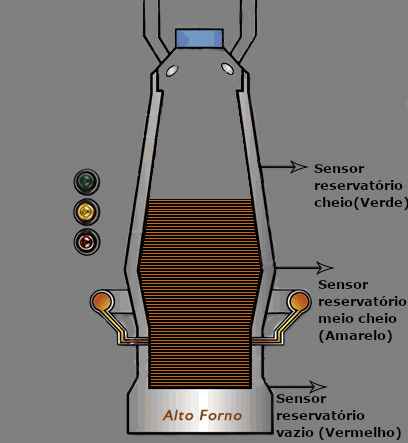 Sensor
reservatório
cheio(Verde)
Sensor
reservatório
meio cheio
(Amarelo)
Sensor
reservatório
vazio (Vermelho)
Alto Forno